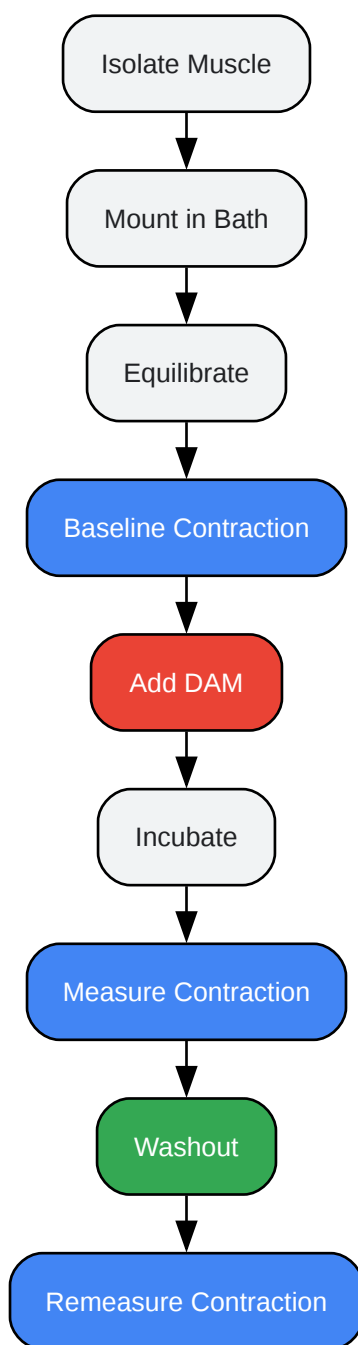 Isolate Muscle
Mount in Bath
Equilibrate
Baseline Contraction
Add DAM
Incubate
Measure Contraction
Washout
Remeasure Contraction